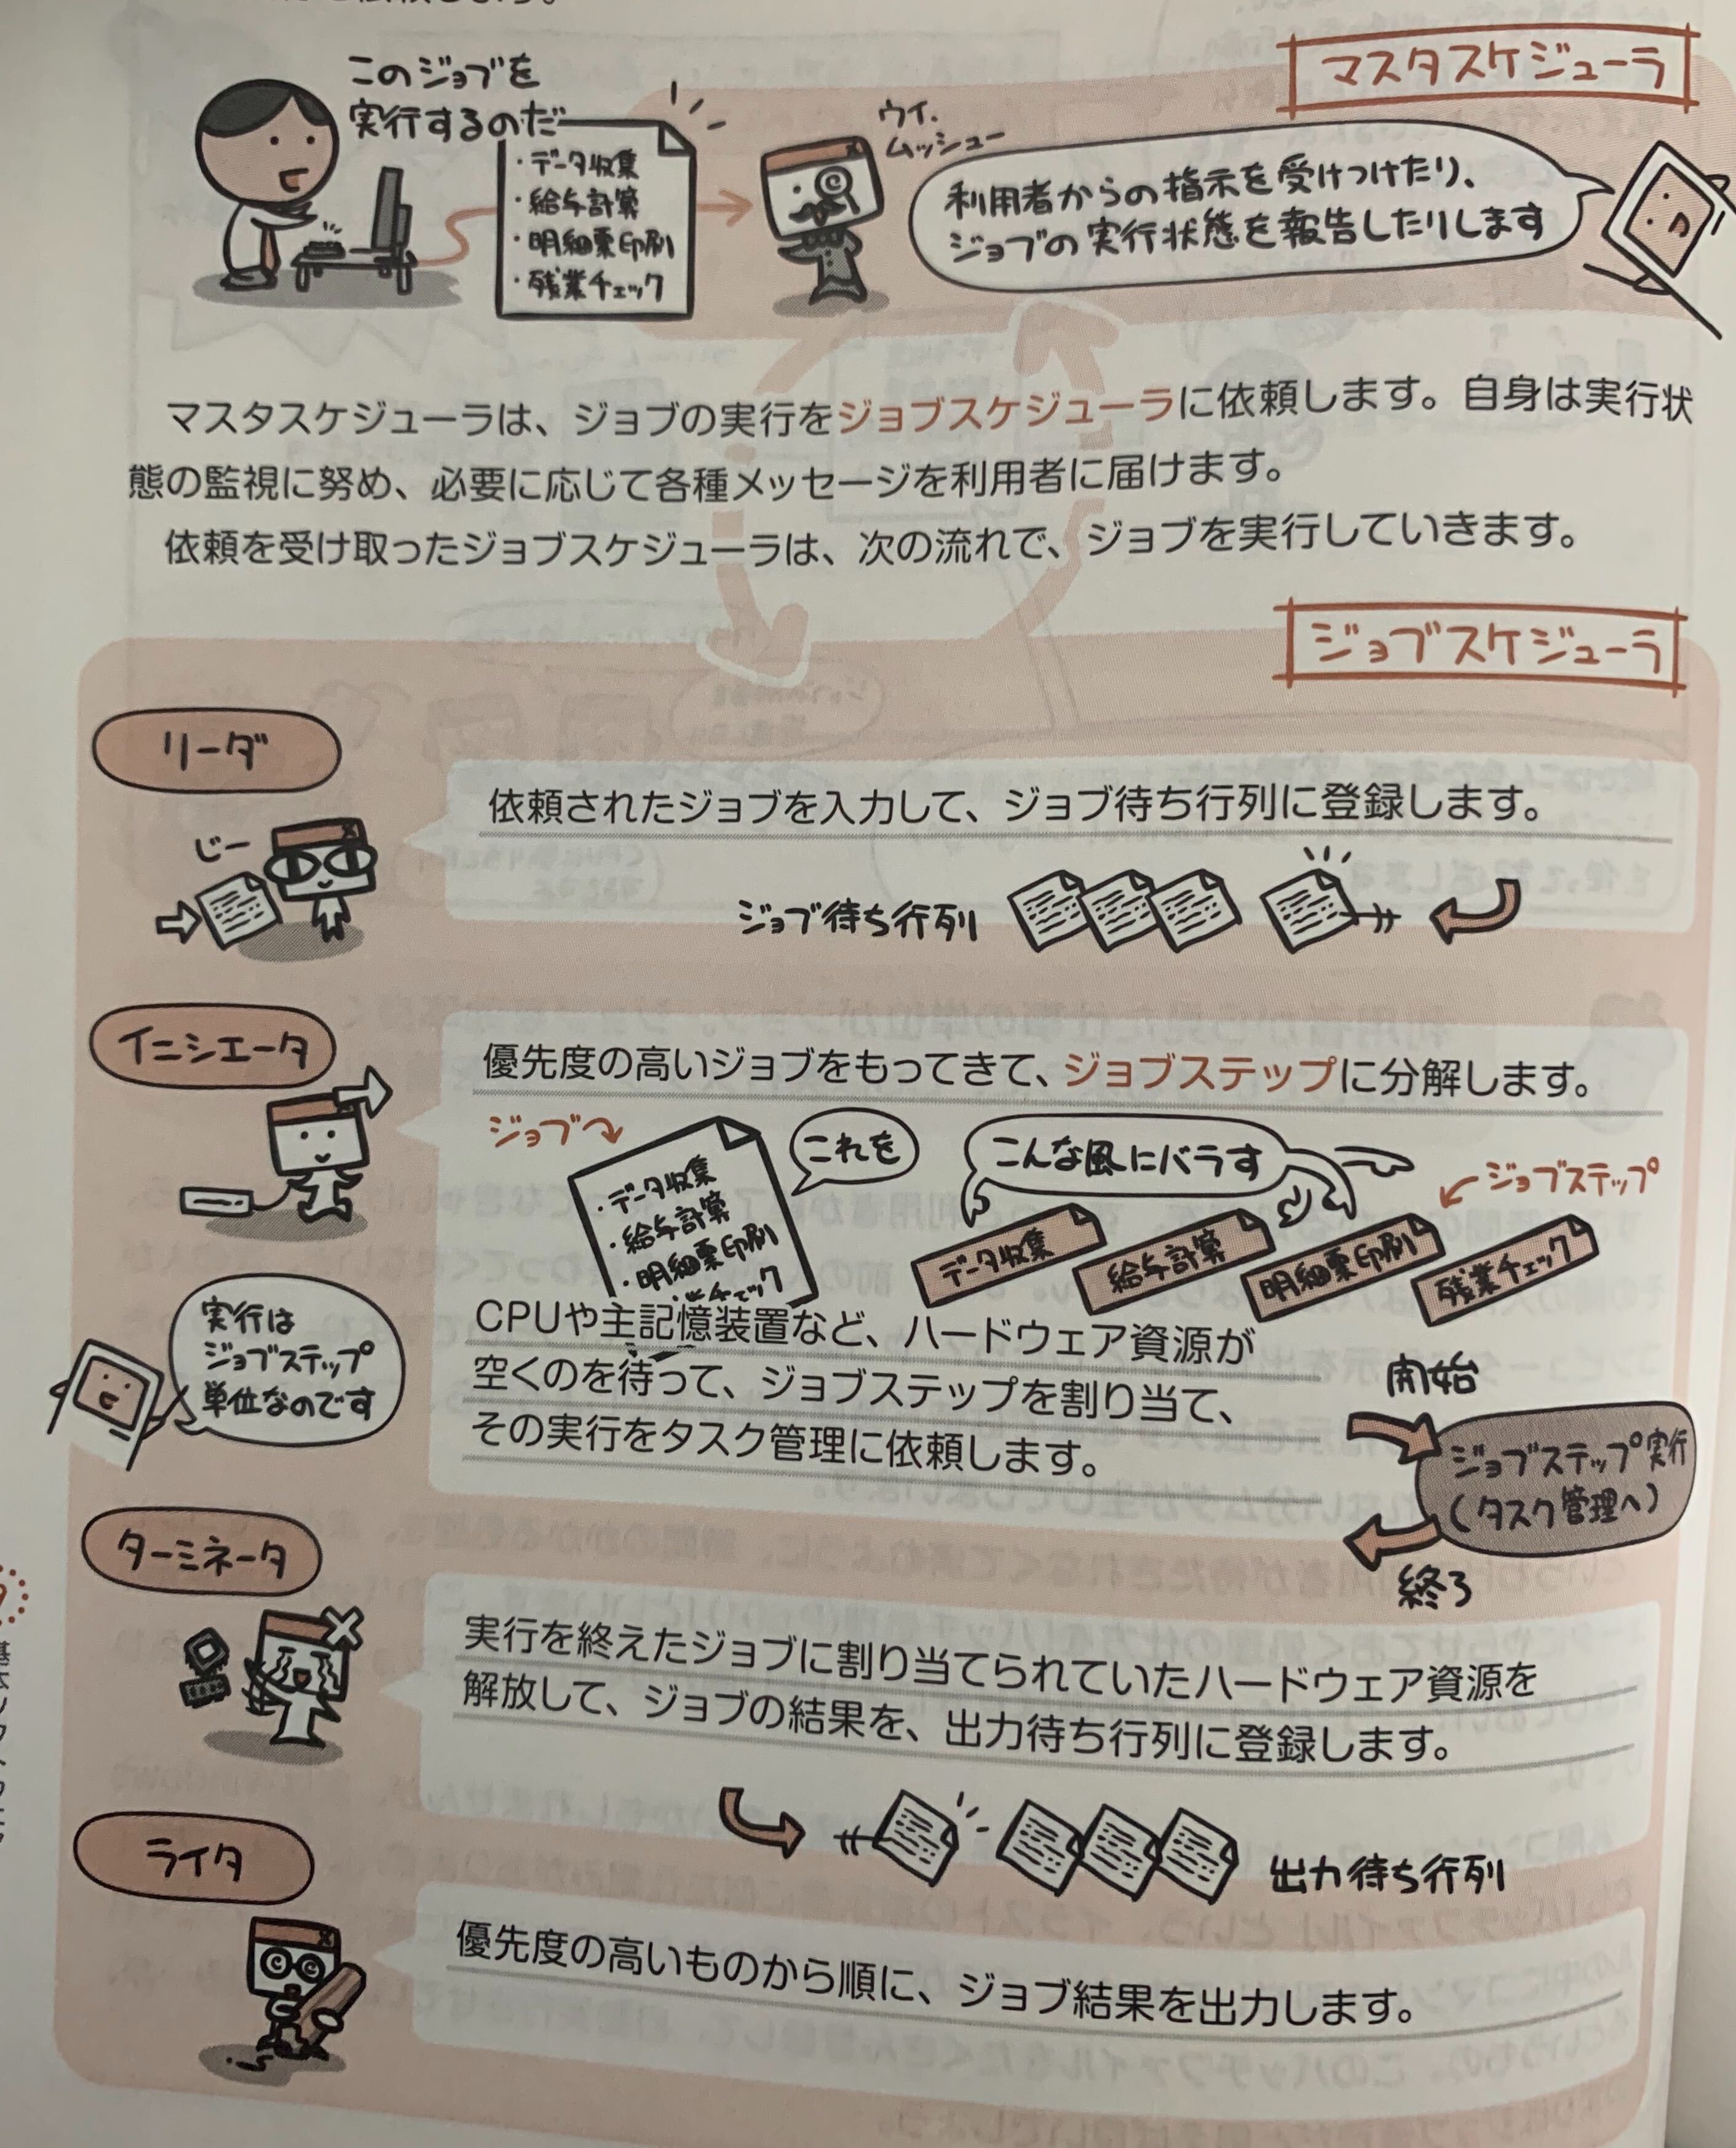 このジョブを
実行するのだ
・データ収集
・給与計算
・明細票印刷
・残業チェック
ウイ.
ムッシュー
マスタスケジューラ
利用者からの指示を受けつけたり、
ジョブの実行状態を報告したりします
マスタスケジューラは、ジョブの実行をジョブスケジューラに依頼します。自身は実行状
態の監視に努め、必要に応じて各種メッセージを利用者に届けます。
依頼を受け取ったジョブスケジューラは、次の流れで、ジョブを実行していきます。
ジョブスケジューラ
リーダ
じー
依頼されたジョブを入力して、ジョブ待ち行列に登録します。
ジョブ待ち行列
イニシエータ
優先度の高いジョブをもってきて、ジョブステップに分解します。
ジョブ
・データ収集
・給与計算
・明細票印刷
チェック
これを
こんな風にバラす
ジョブステップ
データ収集
給与計算
明細票印刷
残業チェック
実行は
ジョブステップ
単位なのです
CPUや主記憶装置など、ハードウェア資源が
空くのを待って、ジョブステップを割り当て、
その実行をタスク管理に依頼します。
開始
ジョブステップ実行
(タスク管理へ)
終了
ターミネータ
実行を終えたジョブに割り当てられていたハードウェア資源を
解放して、ジョブの結果を、出力待ち行列に登録します。
出力待ち行列
ライタ
優先度の高いものから順に、ジョブ結果を出力します。